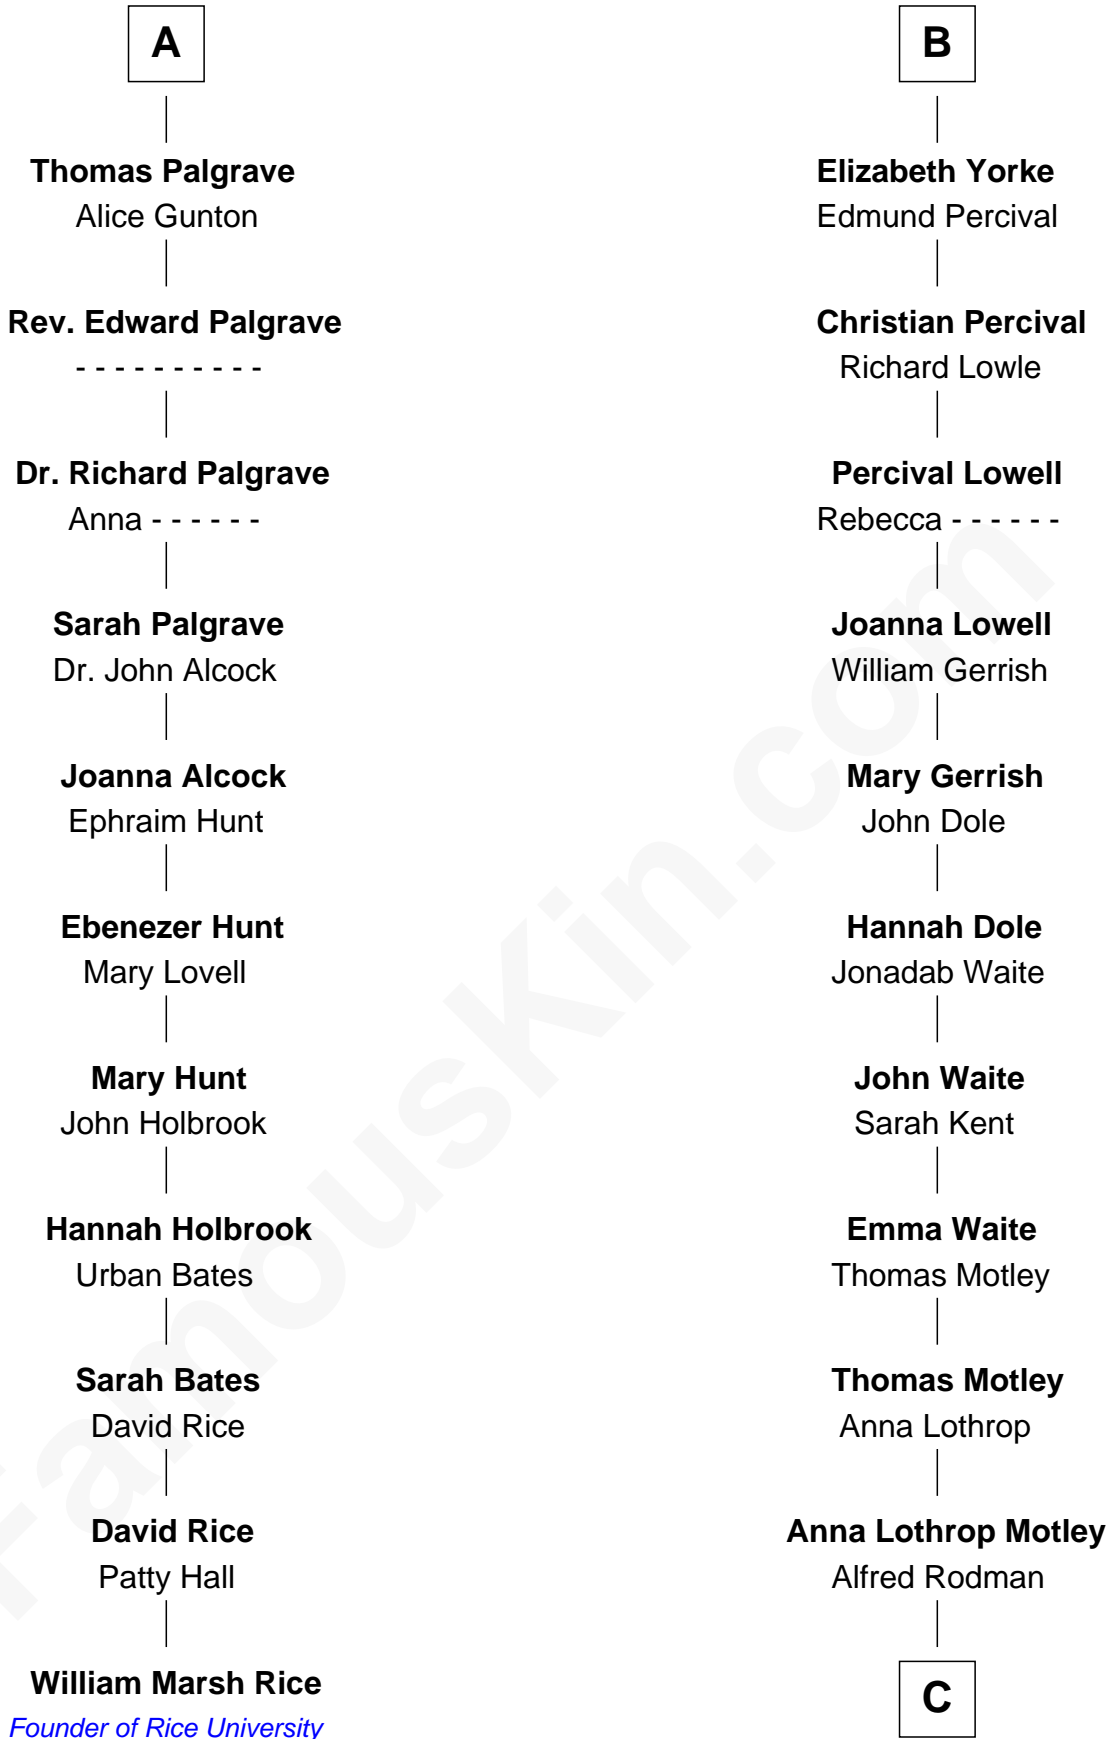 A
Thomas Palgrave
Alice Gunton
Rev. Edward Palgrave
- - - - - - - - - -
Dr. Richard Palgrave
Anna - - - - - -
Sarah Palgrave
Dr. John Alcock
Joanna Alcock
Ephraim Hunt
Ebenezer Hunt
Mary Lovell
Mary Hunt
John Holbrook
Hannah Holbrook
Urban Bates
Sarah Bates
David Rice
David Rice
Patty Hall
William Marsh Rice
Founder of Rice University
B
Elizabeth Yorke
Edmund Percival
Christian Percival
Richard Lowle
Percival Lowell
Rebecca - - - - - -
Joanna Lowell
William Gerrish
Mary Gerrish
John Dole
Hannah Dole
Jonadab Waite
John Waite
Sarah Kent
Emma Waite
Thomas Motley
Thomas Motley
Anna Lothrop
Anna Lothrop Motley
Alfred Rodman
C
FamousKin.com